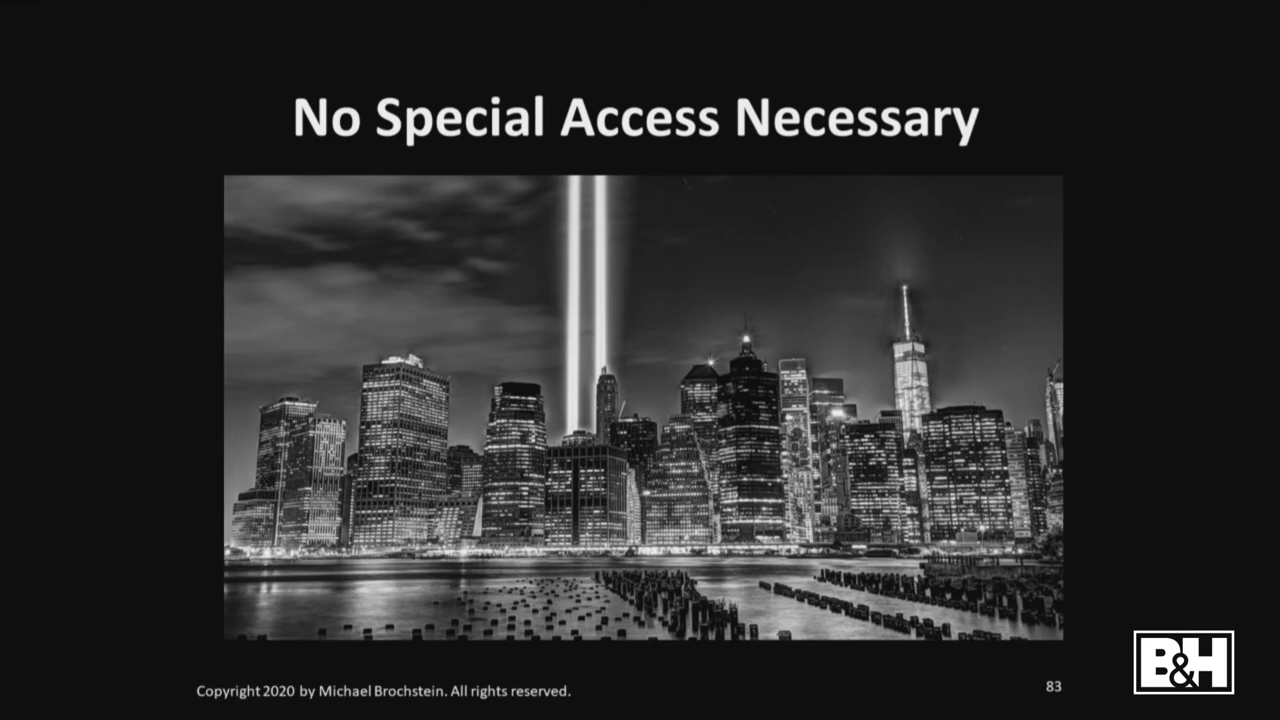 No Special Access Necessary
Copyright 2020 by Michael Brochstein. All rights reserved.
83
B&H